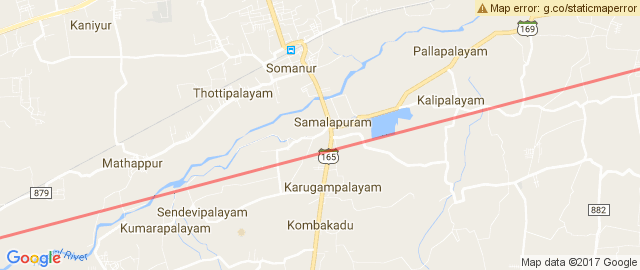 Map error: g.co/staticmaperror
Kaniyur
169
Pallapalayam
Somanur
Thottipalayam
Kalipalayam
Samalapuram
Mathappur
165
Karugampalayam
879
Sendevipalayam
882
Kumarapalayam
Kombakadu
River
Google
Map data ©2017 Google